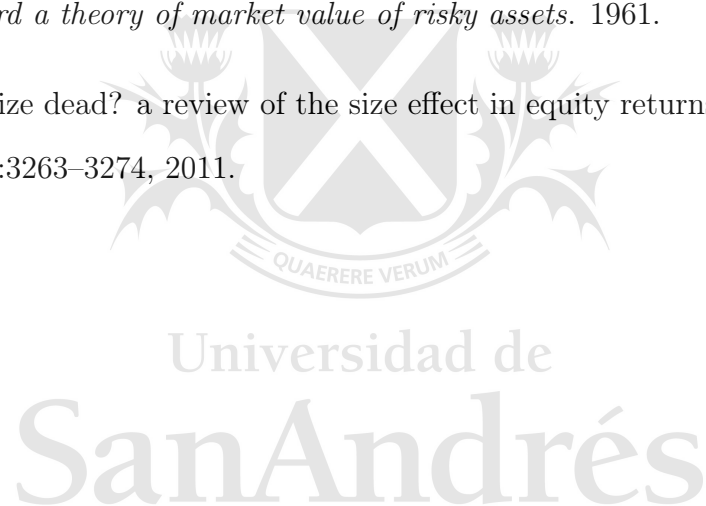 rd a theory of market value of risky assets. 1961.
ize dead? a review of the size effect in equity return
:3263–3274, 2011.
QUAERERE VERUM
Universidad de
SanAndrés